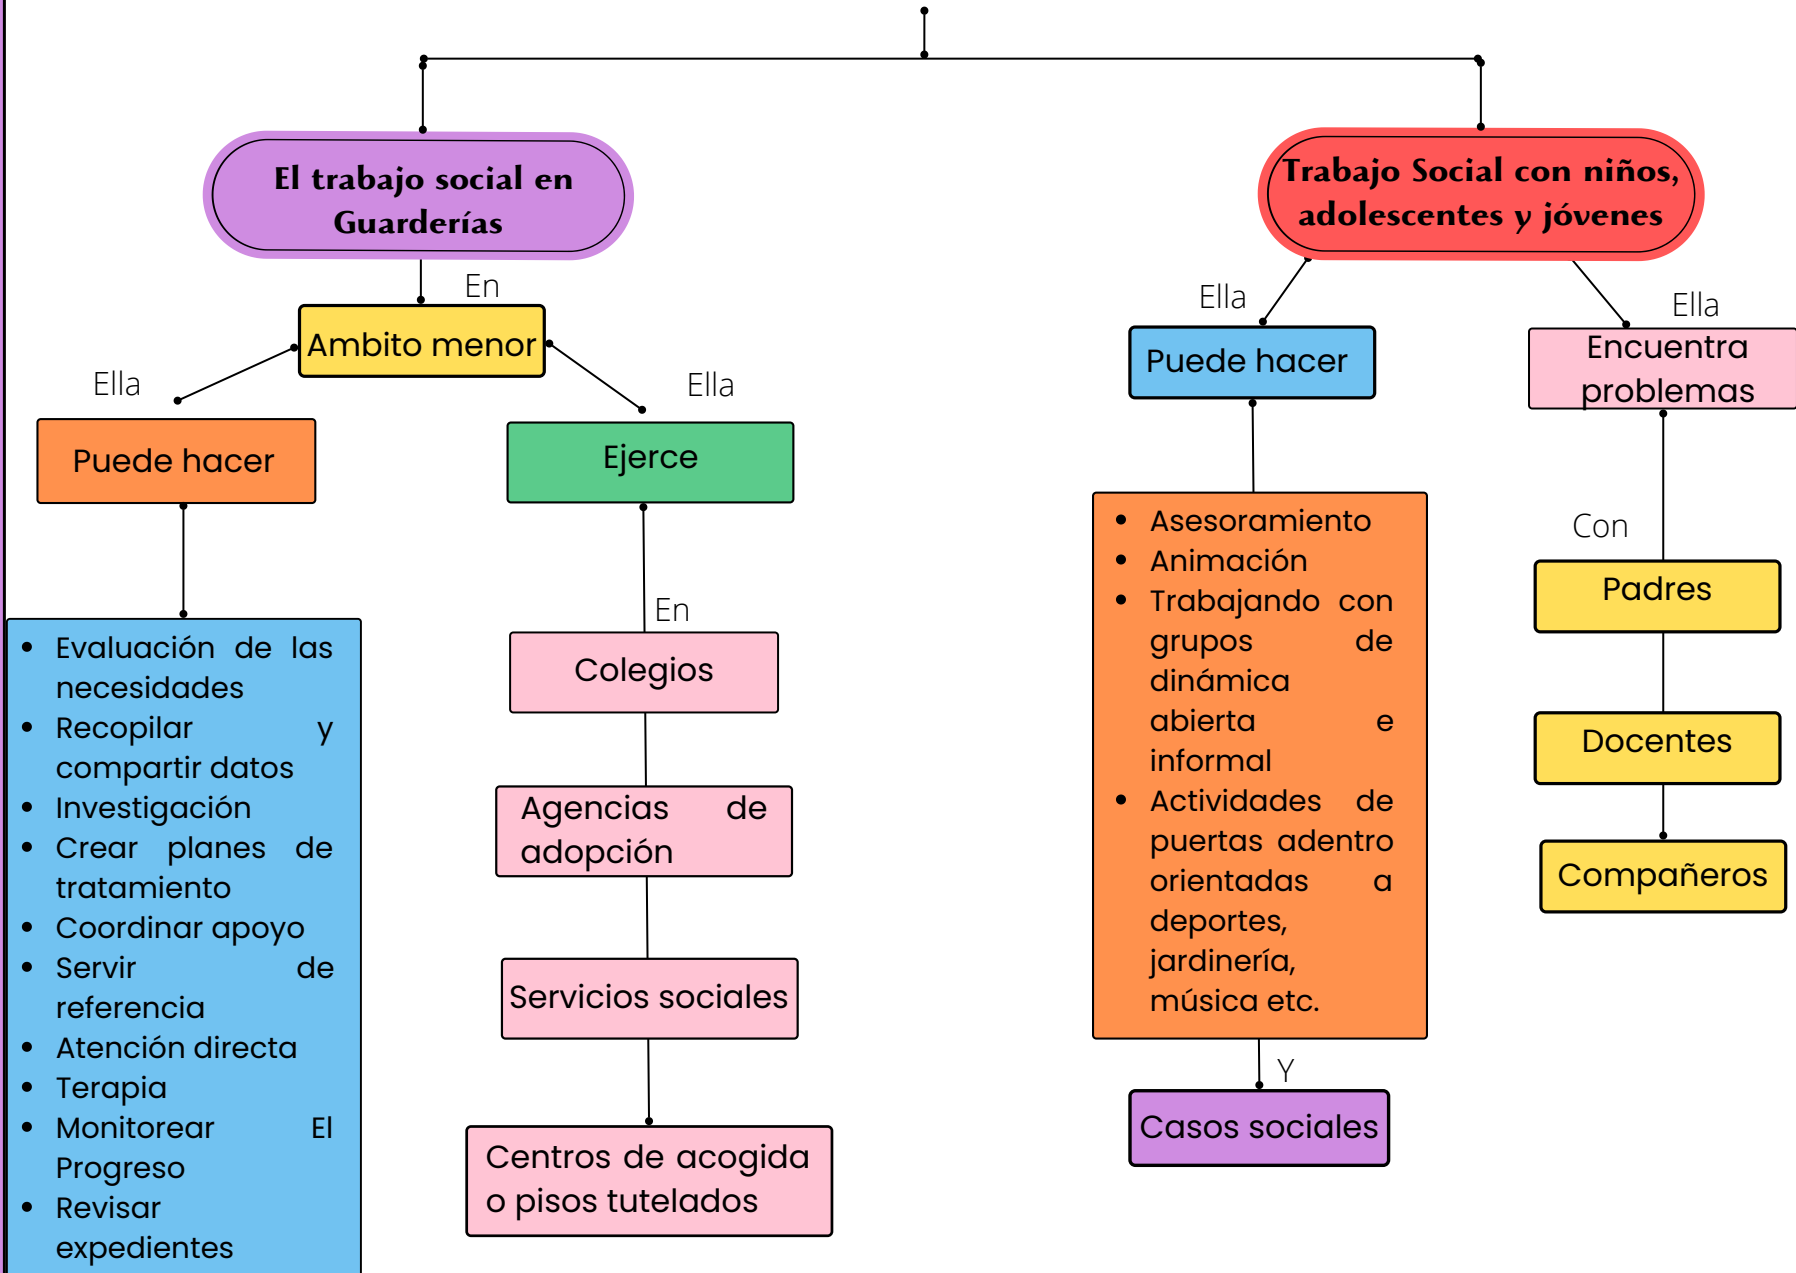 El trabajo social en
Guarderías
En
Ambito menor
Ella
Ella
Puede hacer
Ejerce
Evaluación de las
necesidades
Recopilar y
compartir datos
Investigación
Crear planes de
tratamiento
Coordinar apoyo
Servir de
referencia
Atención directa
Terapia
Monitorear El
Progreso
Revisar
expedientes
En
Colegios
Agencias de
adopción
Servicios sociales
Centros de acogida
o pisos tutelados
Trabajo Social con niños,
adolescentes y jóvenes
Ella
Ella
Puede hacer
Encuentra
problemas
Asesoramiento
Animación
Trabajando con
grupos de
dinámica
abierta e
informal
Actividades de
puertas adentro
orientadas a
deportes,
jardinería,
música etc.
Y
Casos sociales
Con
Padres
Docentes
Compañeros